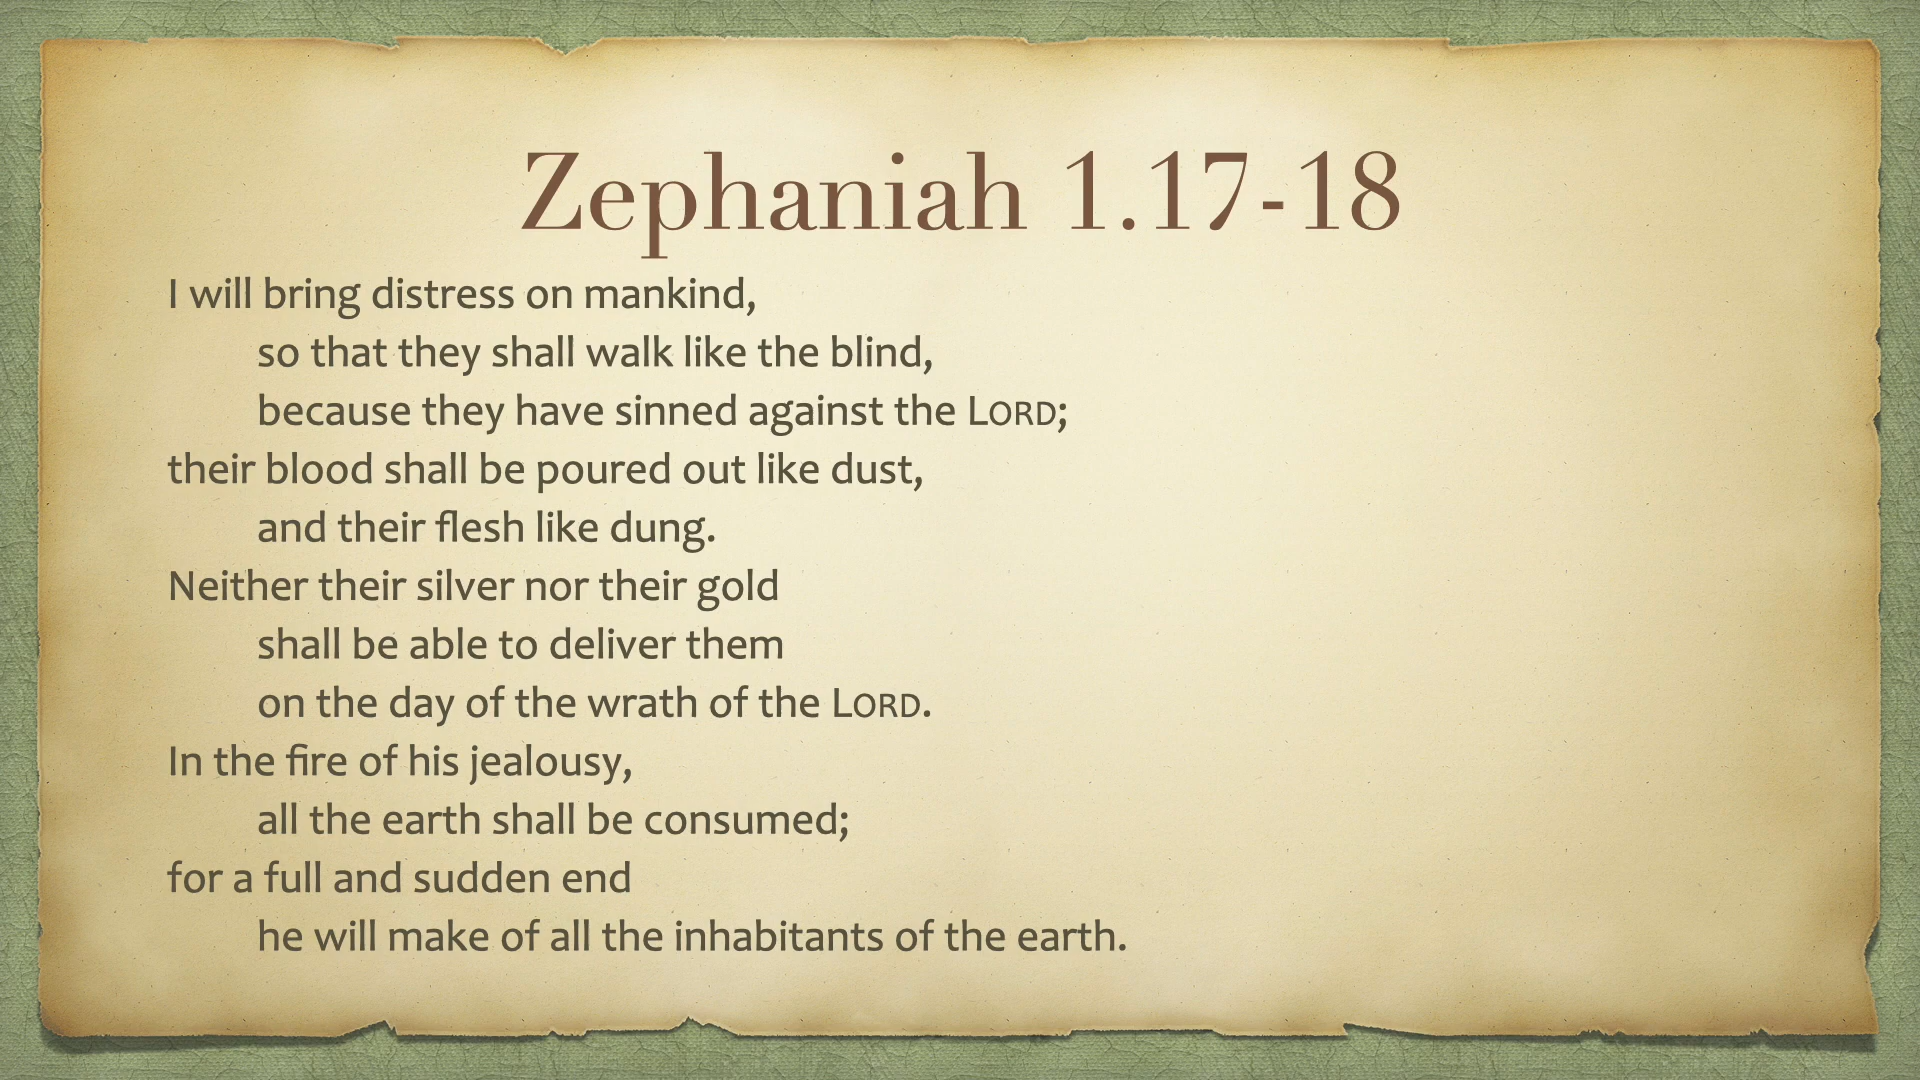 Zephaniah 1.17-18
I will bring distress on mankind,
so that they shall walk like the blind,
because they have sinned against the LORD;
their blood shall be poured out like dust,
and their flesh like dung.
Neither their silver nor their gold
shall be able to deliver them
on the day of the wrath of the LORD.
In the fire of his jealousy,
all the earth shall be consumed;
for a full and sudden end
he will make of all the inhabitants of the earth.